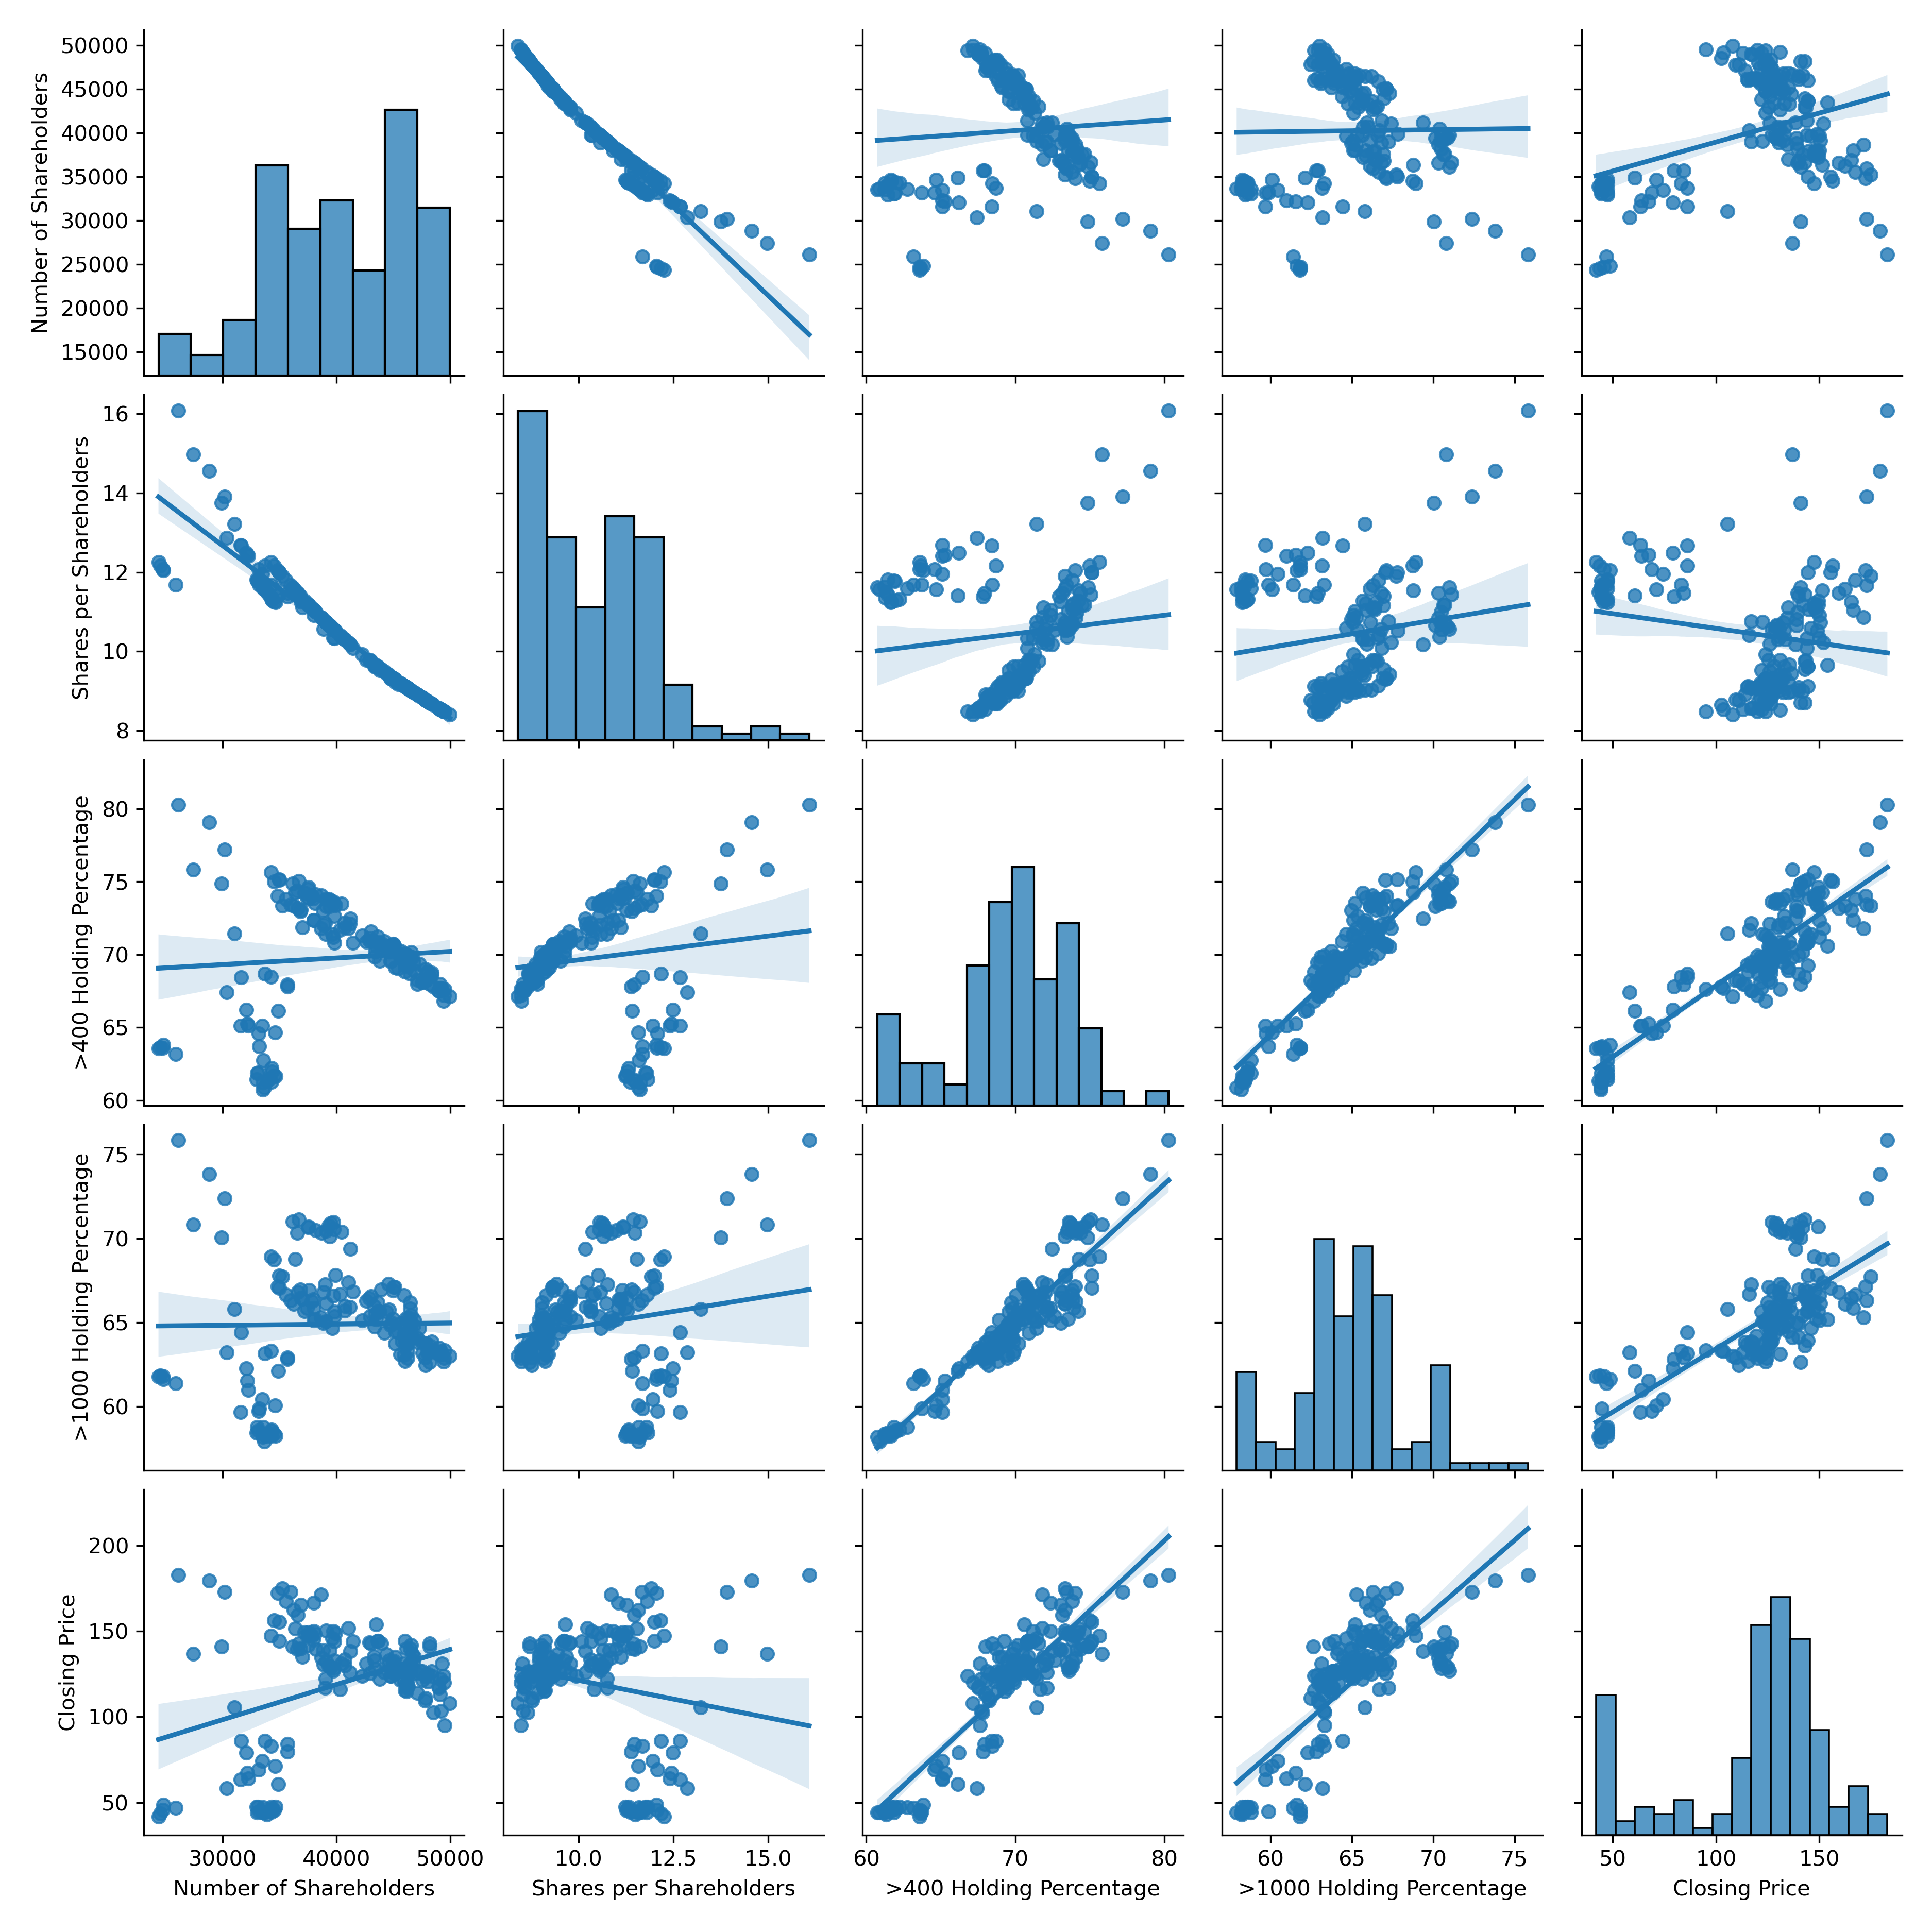 50000
45000
40000
35000
30000
25000
20000
15000
Number of Shareholders
16
14
12
10
8
Shares per Shareholders
80
75
70
65
60
>400 Holding Percentage
75
70
65
60
>1000 Holding Percentage
200
150
100
50
Closing Price
30000 40000 50000
10.0 12.5 15.0
60 70 80
60 65 70 75
50 100 150
Number of Shareholders
Shares per Shareholders
>400 Holding Percentage
>1000 Holding Percentage
Closing Price